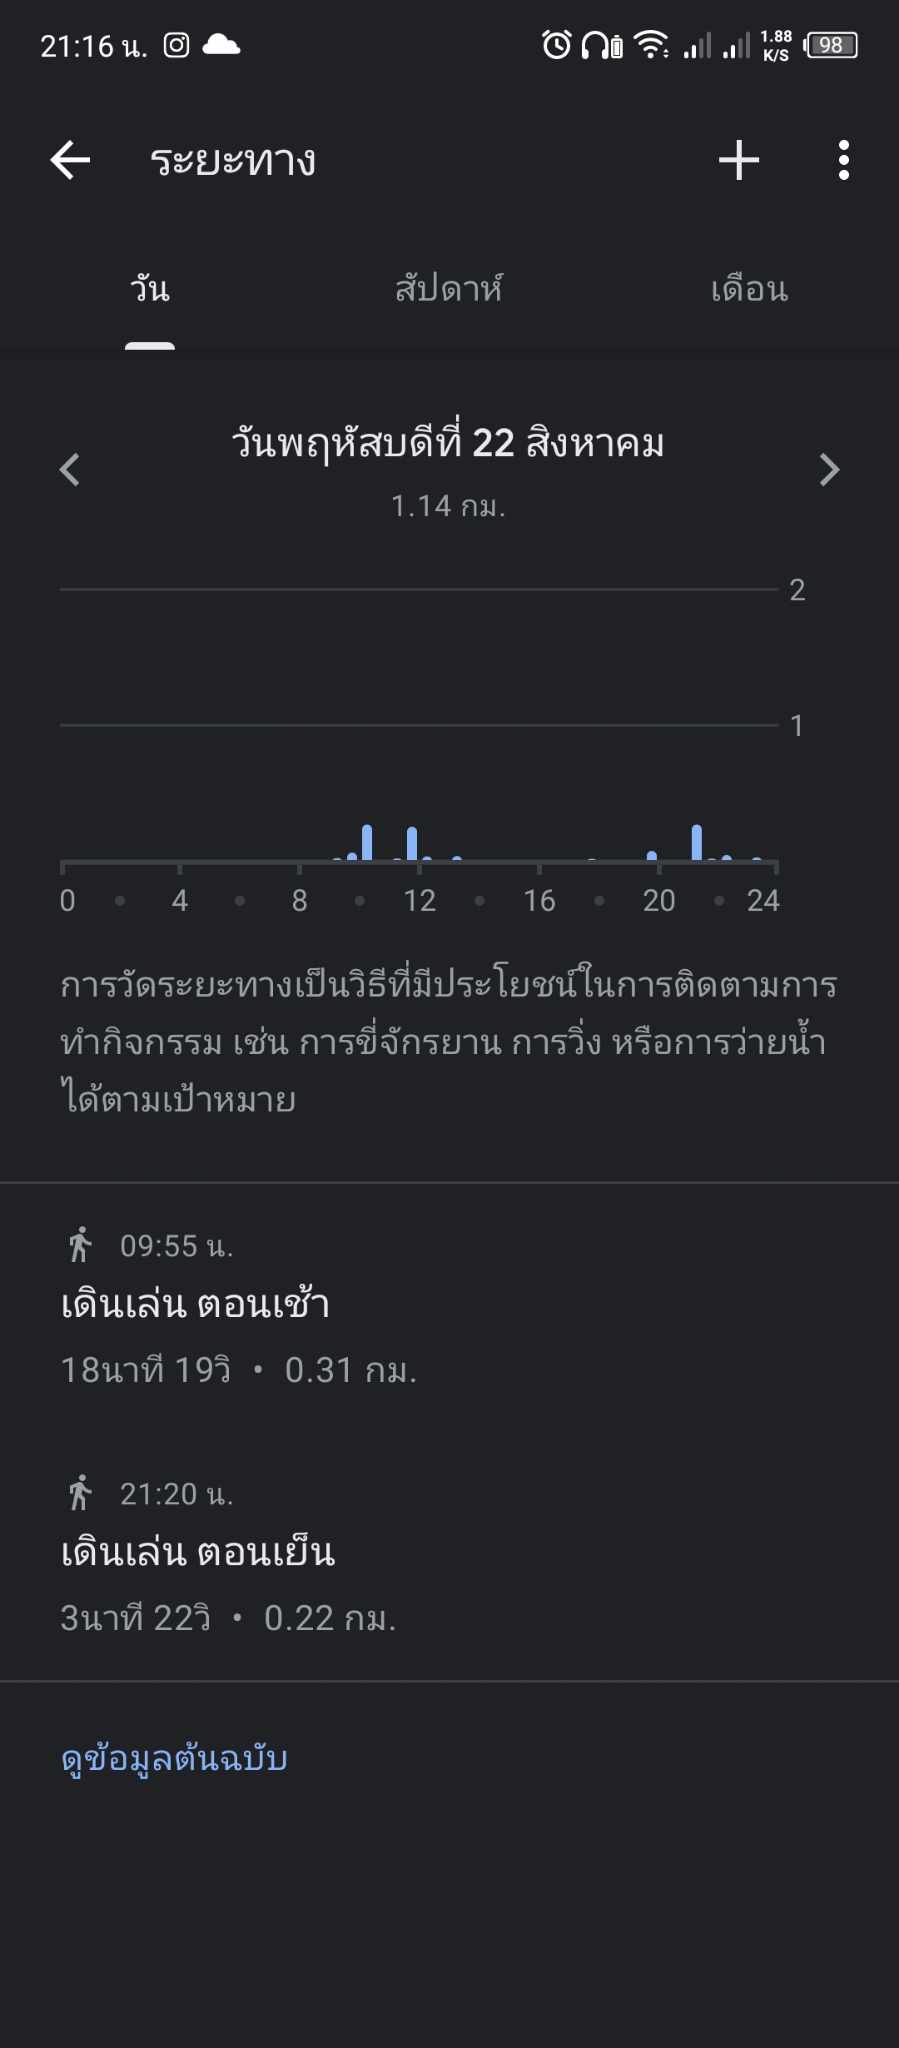 21:16 น.
1.88 K/S
98
ระยะทาง
วัน สัปดาห์ เดือน
วันพฤหัสบดีที่ 22 สิงหาคม
1.14 กม.
2
1
0 4 8 12 16 20 24
การวัดระยะทางเป็นวิธีที่มีประโยชน์ในการติดตามการ
ทำกิจกรรม เช่น การขี่จักรยาน การวิ่ง หรือการว่ายน้ำ
ได้ตามเป้าหมาย
09:55 น.
เดินเล่น ตอนเช้า
18นาที 19วิ • 0.31 กม.
21:20 น.
เดินเล่น ตอนเย็น
3นาที 22วิ • 0.22 กม.
ดูข้อมูลต้นฉบับ